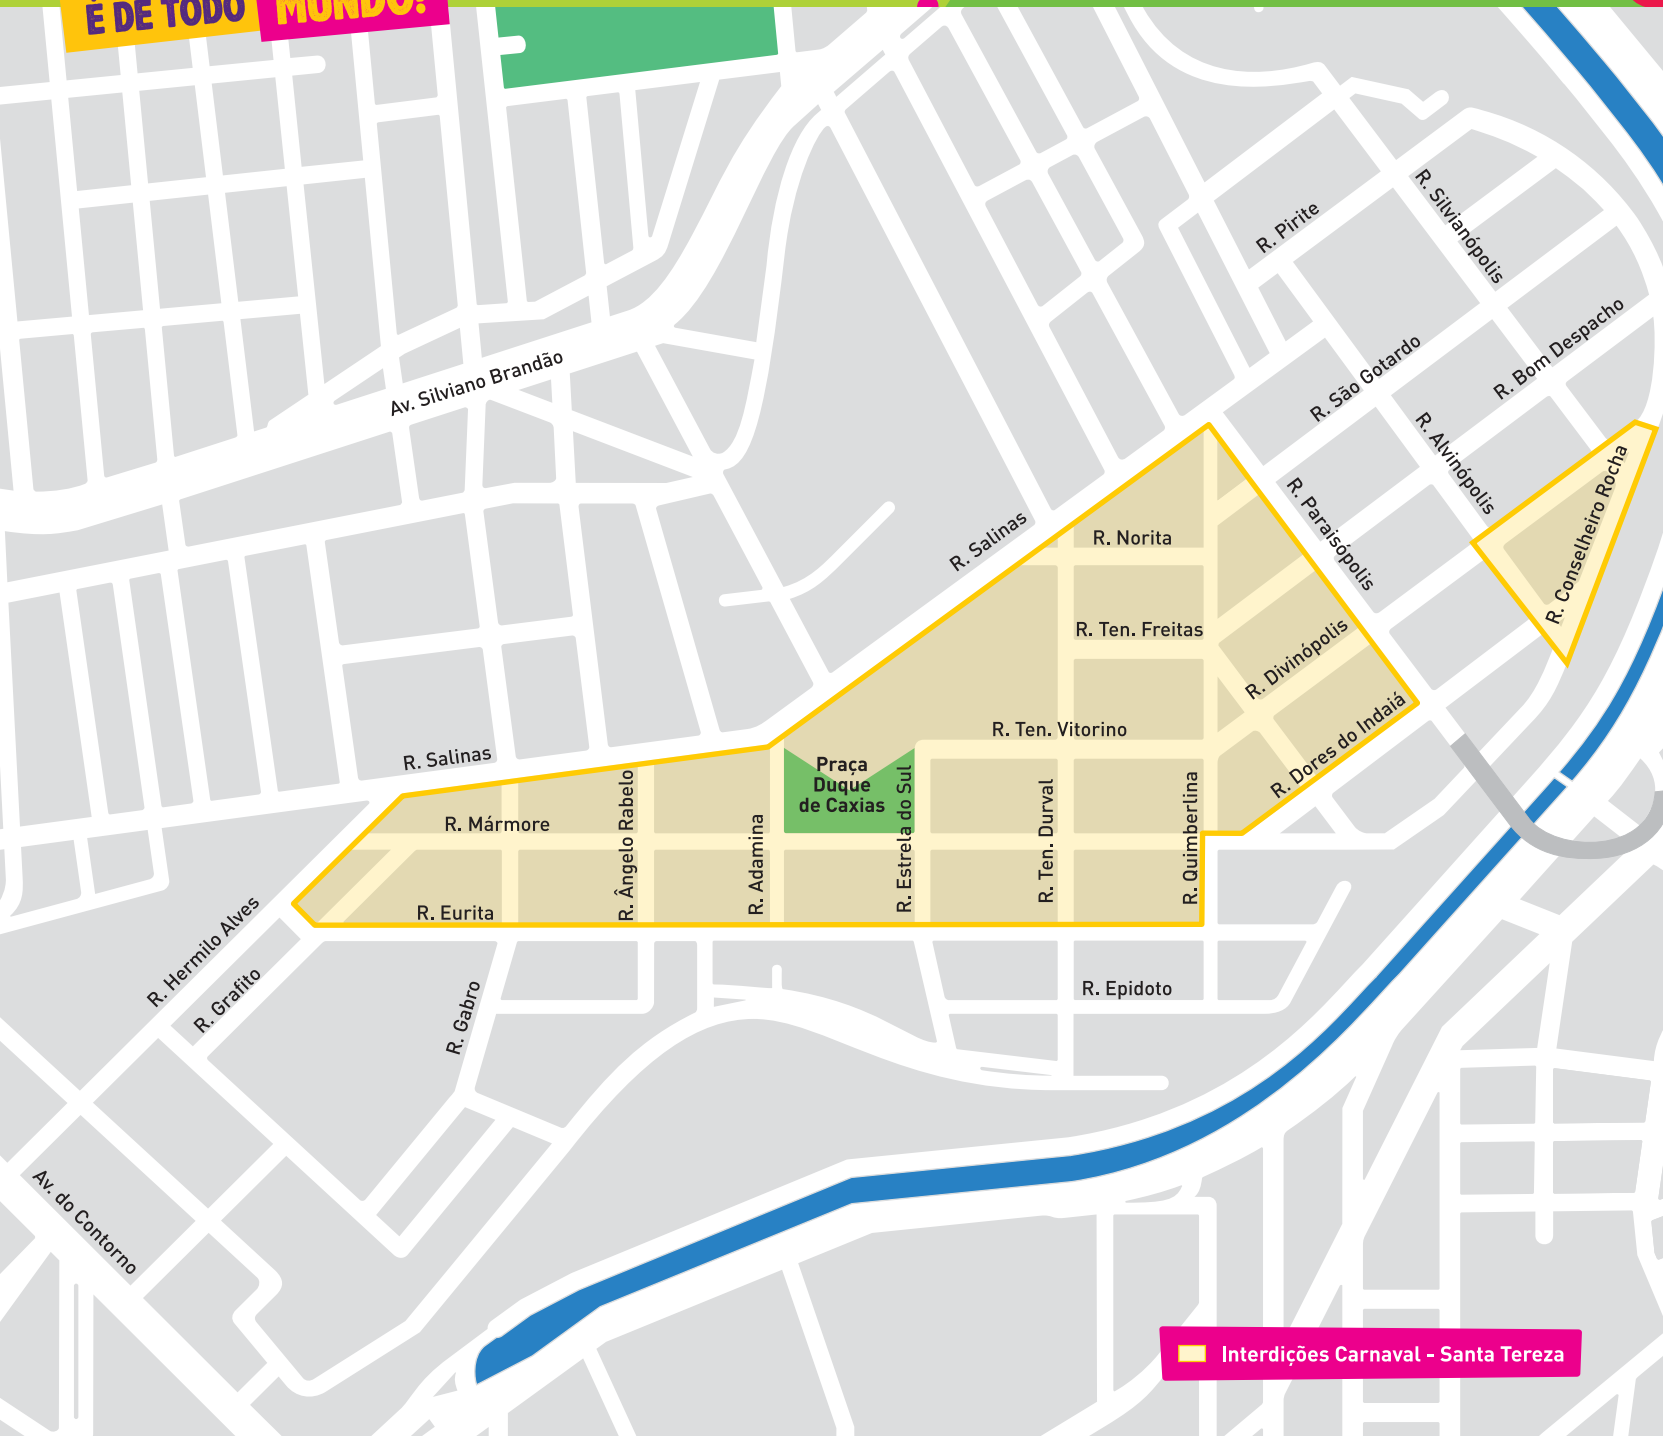 É DE TODO
MUNDO!
R. Silvianópolis
R. Pirite
R. Bom Despacho
R. São Gotardo
Av. Silviano Brandão
R. Alvinópolis
R. Conselheiro Rocha
R. Paraisópolis
R. Salinas
R. Norita
R. Ten. Freitas
R. Divinópolis
R. Dores do Indaiá
R. Ten. Vitorino
R. Salinas
Praça
Duque
de Caxias
R. Mármore
R. Ângelo Rabelo
R. Adamina
R. Estrela do Sul
R. Ten. Durval
R. Quimberlina
R. Eurita
R. Hermilo Alves
R. Grafito
R. Gabro
R. Epidoto
Av. do Contorno
Interdições Carnaval - Santa Tereza